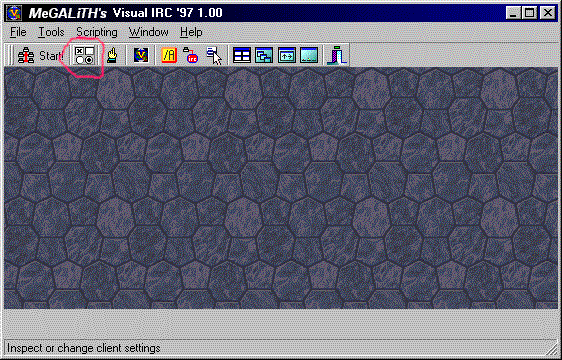 MeGALiTH's Visual IRC '97 1.00
File Tools Scripting Window Help
Start!
Inspect or change client settings